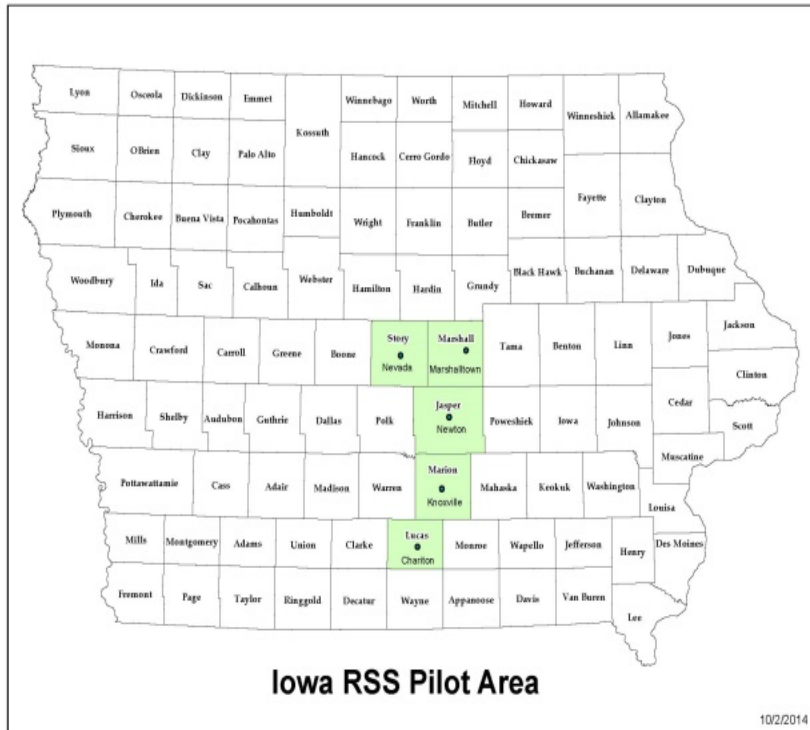 Lyon Osceola Dickinson Emmet Winnebago Worth Mitchell Howard Winneshiek Allamakee
Kossuth
Sioux OBrien Clay Palo Alto Hancock Cerro Gordo Floyd Chickasaw
Plymouth Cherokee Buena Vista Pocahontas Humboldt Wright Franklin Butler Bremer Fayette Clayton
Woodbury Ida Sac Calhoun Webster Hamilton Hardin Grundy Black Hawk Buchanan Delaware Dubuque
Monona Crawford Carroll Greene Boone Story Marshall Tama Benton Linn Jones Jackson
Nevada Marshalltown
Clinton
Harrison Shelby Audubon Guthrie Dallas Polk Jasper Poweshiek Iowa Johnson Cedar Scott
Newton
Muscatine
Pottawattamie Cass Adair Madison Warren Marion Mahaska Keokuk Washington
Knoxville
Louisa
Mills Montgomery Adams Union Clarke Lucas Monroe Wapello Jefferson Henry Des Moines
Chariton
Fremont Page Taylor Ringgold Decatur Wayne Appanoose Davis Van Buren
Lee
Iowa RSS Pilot Area
10/2/2014